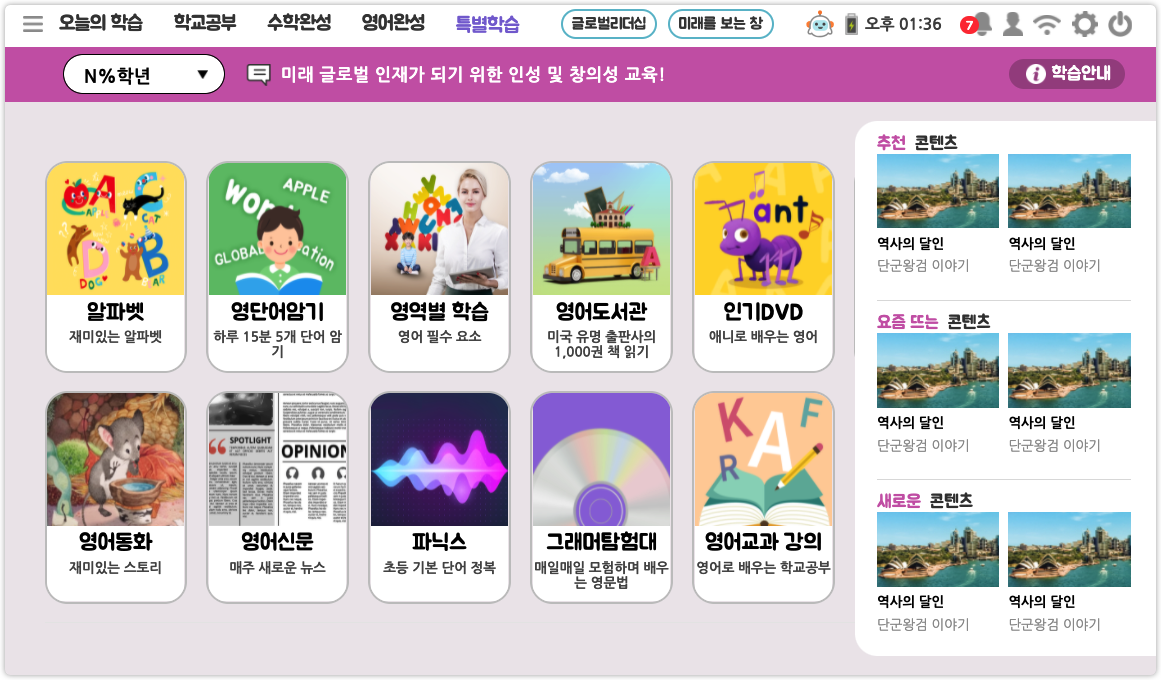 오늘의 학습 학교공부 수학완성 영어완성 특별학습 글로벌리더십 미래를 보는 창 오후 01:36 7
N%학년 ▼ 미래 글로벌 인재가 되기 위한 인성 및 창의성 교육! i 학습안내
A C
APPLE CAT
D B
DOG BEAR
알파벳
재미있는 알파벳
APPLE
GLOBAL
영단어암기
하루 15분 5개 단어 암
기
영역별 학습
영어 필수 요소
A
영어도서관
미국 유명 출판사의
1,000권 책 읽기
ant
인기DVD
애니로 배우는 영어
영어동화
재미있는 스토리
SPOTLIGHT
OPINION
영어신문
매주 새로운 뉴스
파닉스
초등 기본 단어 정복
그래머탐험대
매일매일 모험하며 배우
는 영문법
K F
A
R
영어교과 강의
영어로 배우는 학교공부
추천 콘텐츠
역사의 달인 역사의 달인
단군왕검 이야기 단군왕검 이야기
요즘 뜨는 콘텐츠
역사의 달인 역사의 달인
단군왕검 이야기 단군왕검 이야기
새로운 콘텐츠
역사의 달인 역사의 달인
단군왕검 이야기 단군왕검 이야기